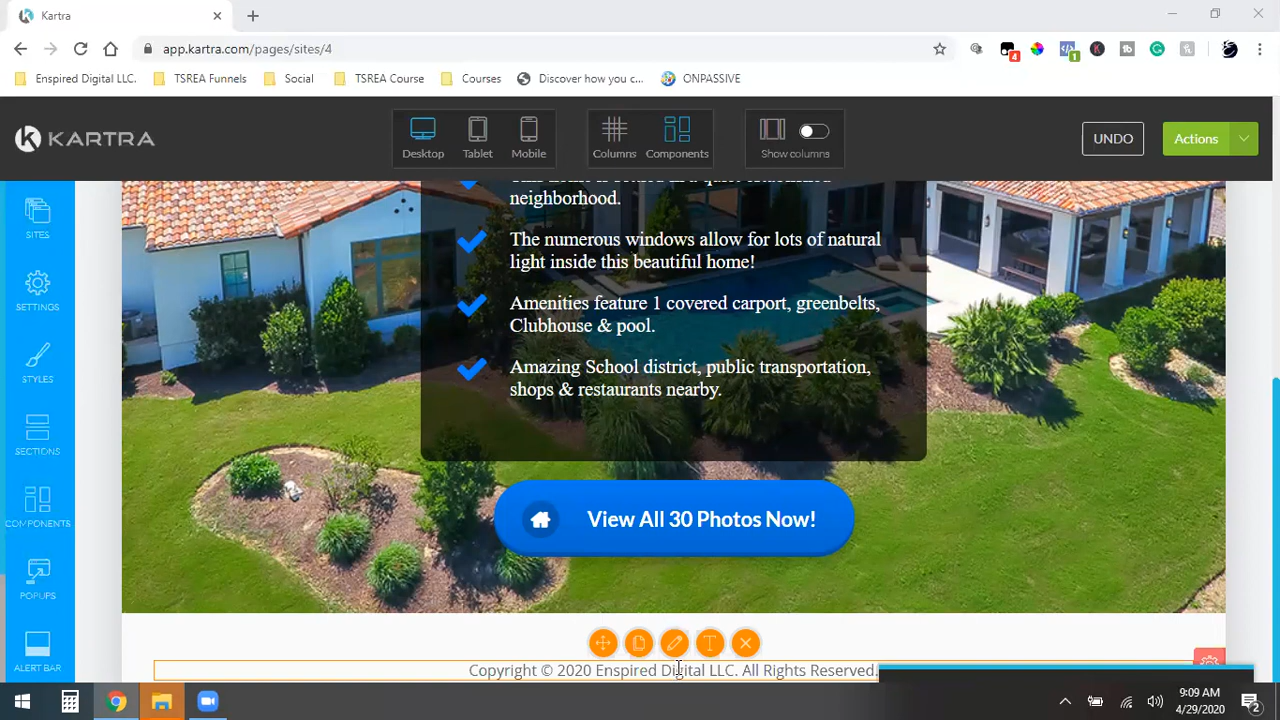 Kartra
app.kartra.com/pages/sites/4
4
1
Enspired Digital LLC.
TSREA Funnels
Social
TSREA Course
Courses
Discover how you c...
ONPASSIVE
KARTRA
Desktop
Tablet
Mobile
Columns
Components
Show columns
UNDO
Actions
SITES
SETTINGS
STYLES
SECTIONS
COMPONENTS
POPUPS
ALERT BAR
neighborhood.
The numerous windows allow for lots of natural
light inside this beautiful home!
Amenities feature 1 covered carport, greenbelts,
Clubhouse & pool.
Amazing School district, public transportation,
shops & restaurants nearby.
View All 30 Photos Now!
Copyright © 2020 Enspired Digital LLC. All Rights Reserved.
9:09 AM
4/29/2020
2